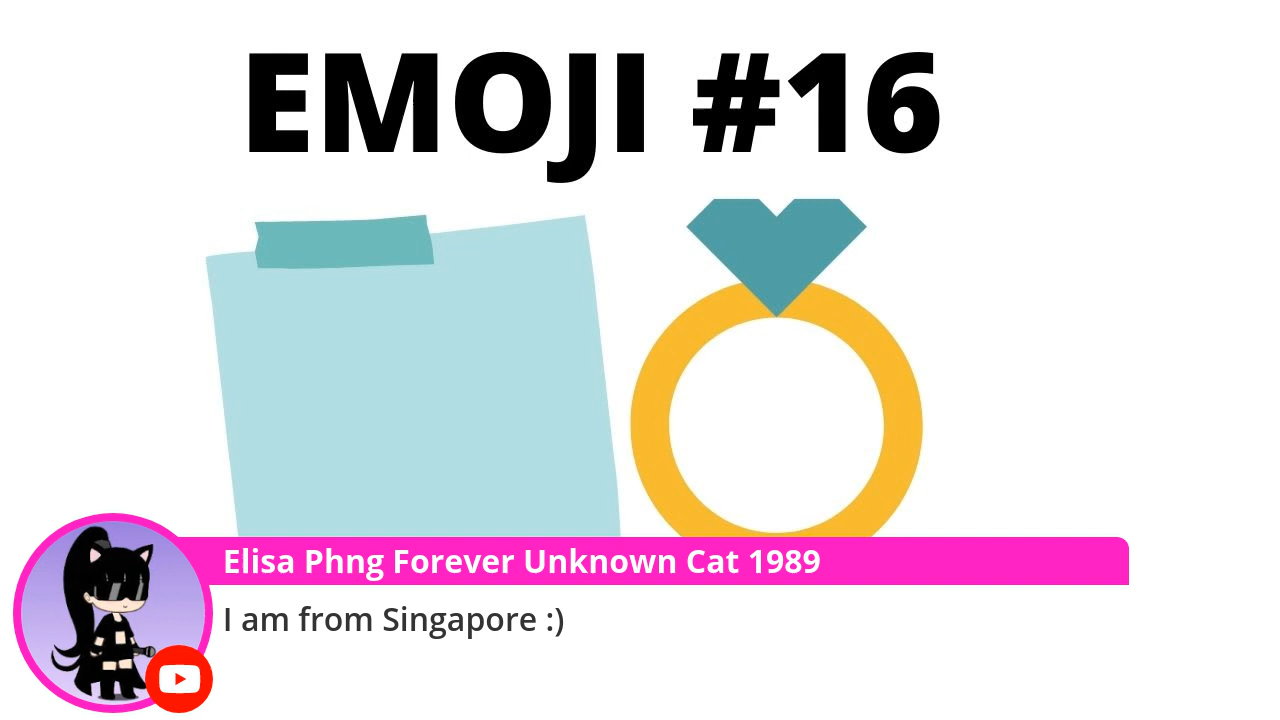 EMOJI #16
Elisa Phng Forever Unknown Cat 1989
I am from Singapore :)